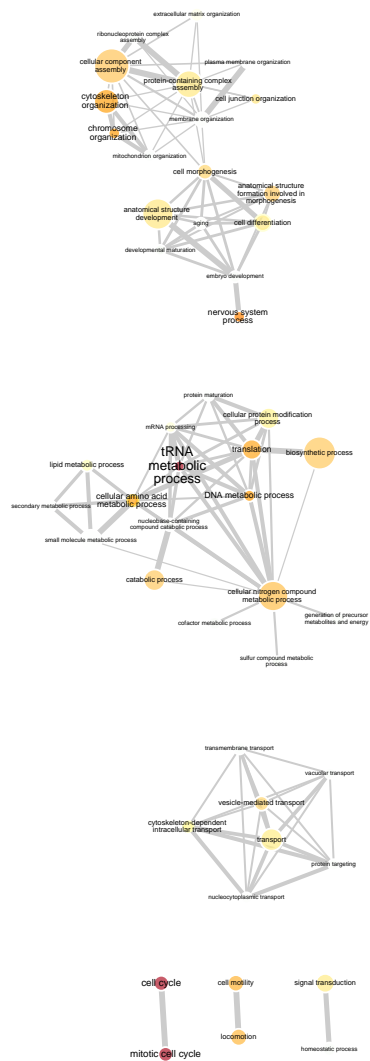 extracellular matrix organization
ribonucleoprotein complex
assembly
cellular component
assembly
plasma membrane organization
protein-containing complex
assembly
cytoskeleton
organization
cell junction organization
membrane organization
chromosome
organization
mitochondrion organization
cell morphogenesis
anatomical structure
formation involved in
morphogenesis
anatomical structure
development
aging
cell differentiation
developmental maturation
embryo development
nervous system
process
protein maturation
cellular protein modification
process
mRNA processing
tRNA
metabolic
process
translation
biosynthetic process
lipid metabolic process
cellular amino acid
metabolic process
DNA metabolic process
secondary metabolic process
nucleobase-containing
compound catabolic process
small molecule metabolic process
catabolic process
cellular nitrogen compound
metabolic process
generation of precursor
metabolites and energy
cofactor metabolic process
sulfur compound metabolic
process
transmembrane transport
vacuolar transport
vesicle-mediated transport
cytoskeleton-dependent
intracellular transport
transport
protein targeting
nucleocytoplasmic transport
cell cycle
cell motility
signal transduction
locomotion
homeostatic process
mitotic cell cycle